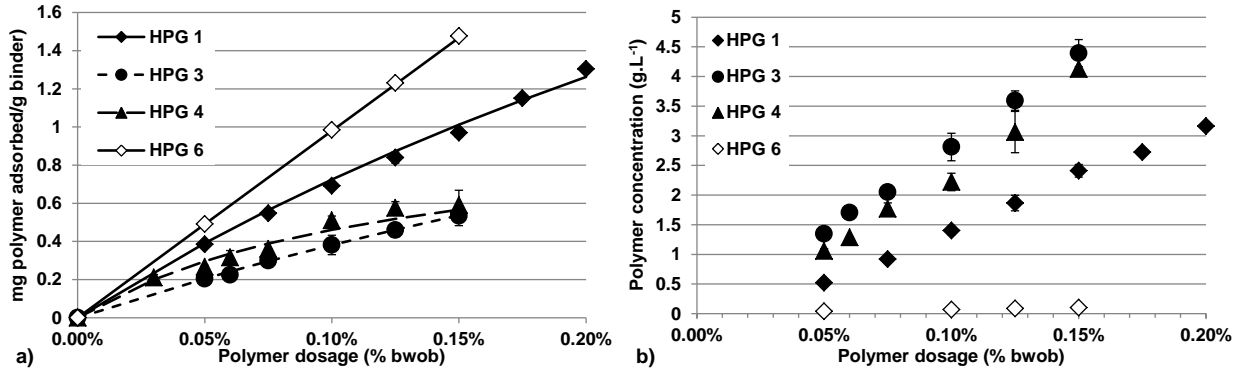 1.6
1.4
1.2
1
0.8
0.6
0.4
0.2
0
mg polymer adsorbed/g binder
HPG 1
HPG 3
HPG 4
HPG 6
0.00% 0.05% 0.10% 0.15% 0.20%
Polymer dosage (% bwob)
a)
5
4.5
4
3.5
3
2.5
2
1.5
1
0.5
0
Polymer concentration (g.L⁻¹)
HPG 1
HPG 3
HPG 4
HPG 6
0.00% 0.05% 0.10% 0.15% 0.20%
Polymer dosage (% bwob)
b)